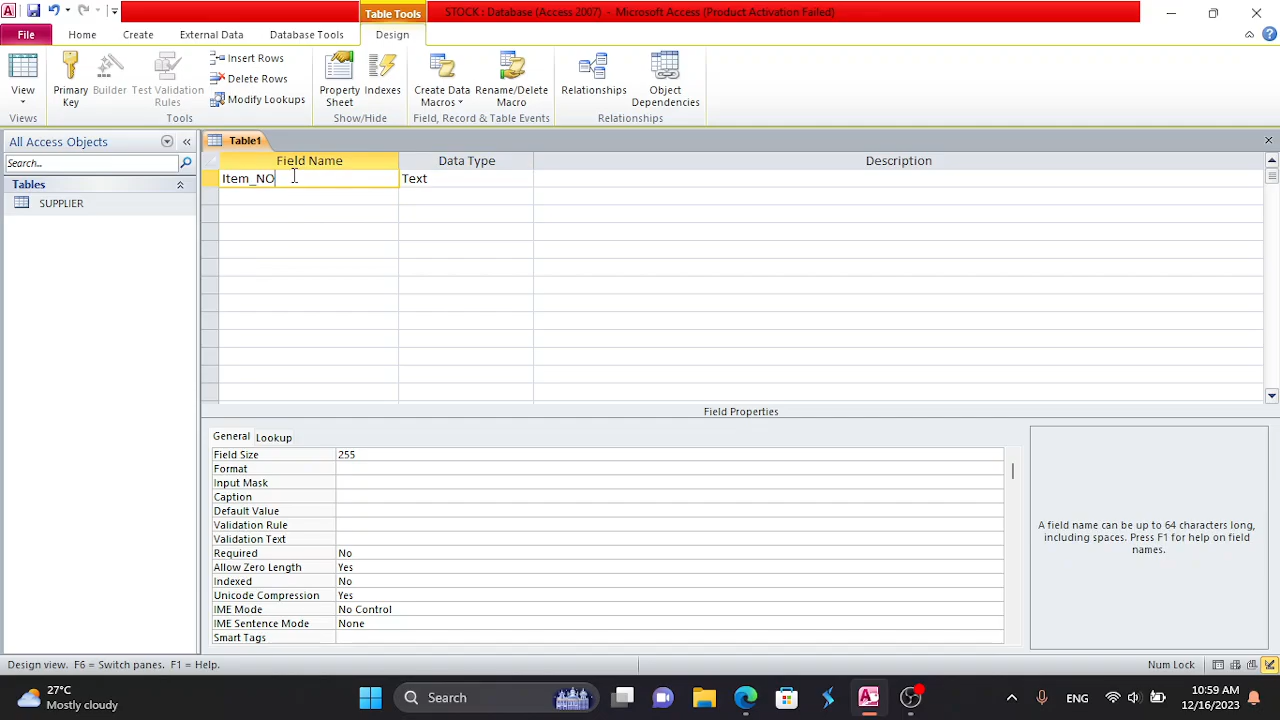 Table Tools
STOCK : Database (Access 2007) - Microsoft Access (Product Activation Failed)
File
Home
Create
External Data
Database Tools
Design
View
Primary Key
Builder
Test Validation Rules
Insert Rows
Delete Rows
Modify Lookups
Property Sheet
Indexes
Create Data Macros
Rename/Delete Macro
Relationships
Object Dependencies
Views
Tools
Show/Hide
Field, Record & Table Events
Relationships
All Access Objects
Search...
Tables
SUPPLIER
Table1
Field Name
Data Type
Description
Item_NO
Text
Field Properties
General
Lookup
Field Size
255
Format
Input Mask
Caption
Default Value
Validation Rule
Validation Text
Required
No
Allow Zero Length
Yes
Indexed
No
Unicode Compression
Yes
IME Mode
No Control
IME Sentence Mode
None
Smart Tags
A field name can be up to 64 characters long,
including spaces. Press F1 for help on field
names.
Design view. F6 = Switch panes. F1 = Help.
Num Lock
27°C
Mostly cloudy
Search
ENG
10:59 AM
12/16/2023